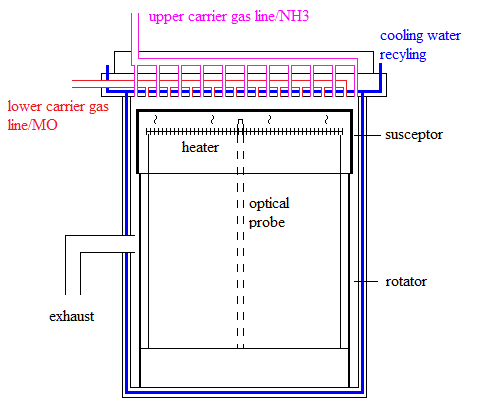 upper carrier gas line/NH3
cooling water
recyling
lower carrier gas
line/MO
susceptor
heater
optical
probe
rotator
exhaust